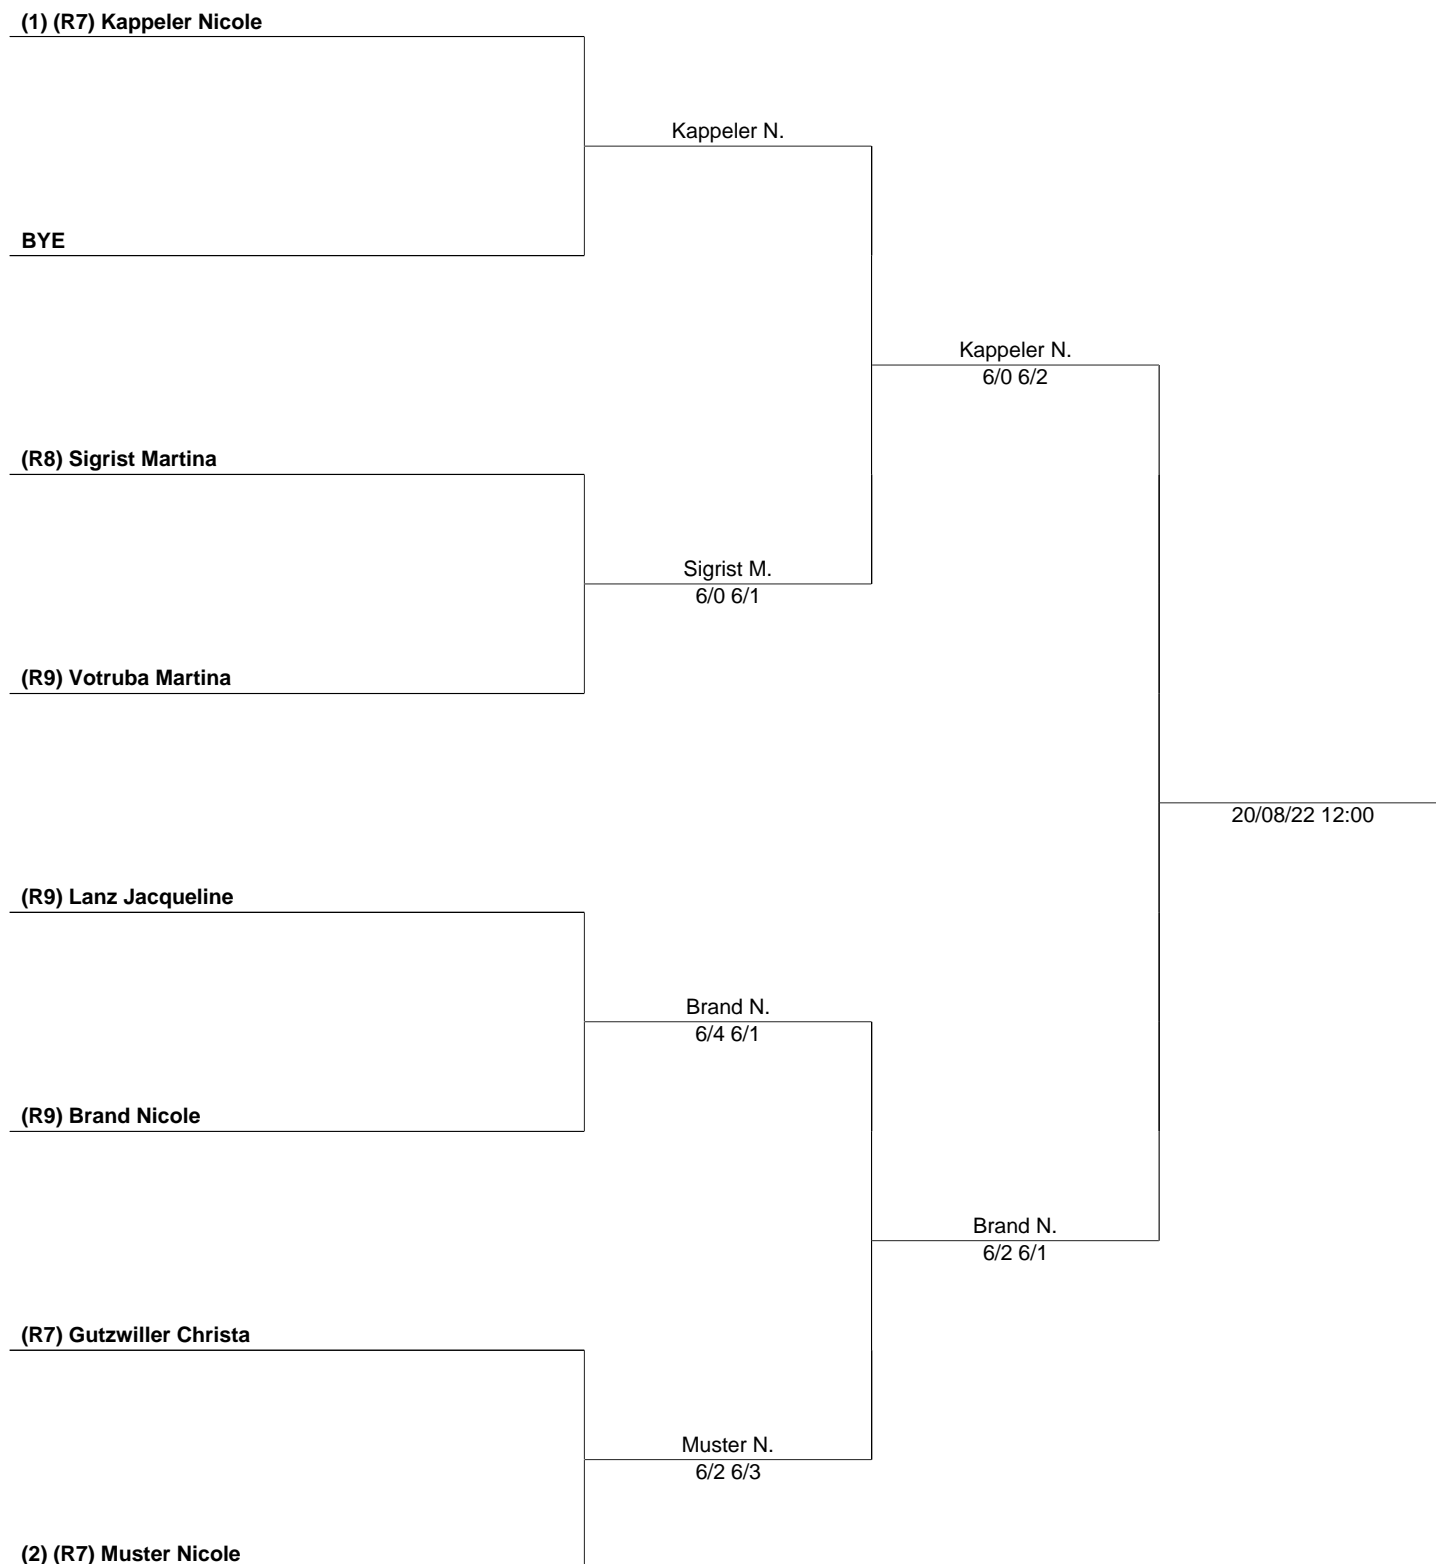 (1) (R7) Kappeler Nicole
Kappeler N.
BYE
Kappeler N.
6/0 6/2
(R8) Sigrist Martina
Sigrist M.
6/0 6/1
(R9) Votruba Martina
20/08/22 12:00
(R9) Lanz Jacqueline
Brand N.
6/4 6/1
(R9) Brand Nicole
Brand N.
6/2 6/1
(R7) Gutzwiller Christa
Muster N.
6/2 6/3
(2) (R7) Muster Nicole